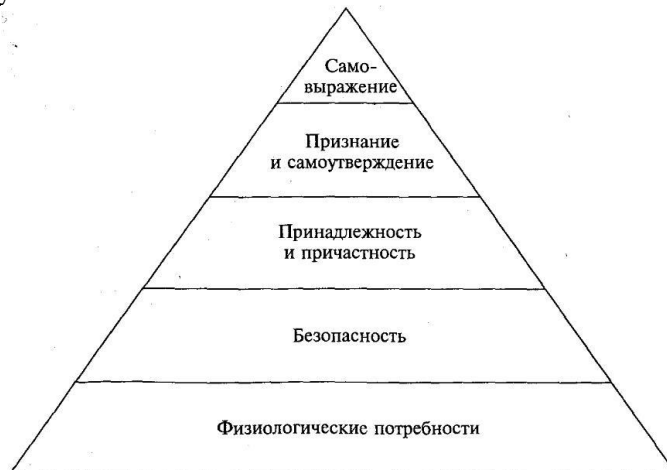 Само-
выражение
Признание
и самоутверждение
Принадлежность
и причастность
Безопасность
Физиологические потребности